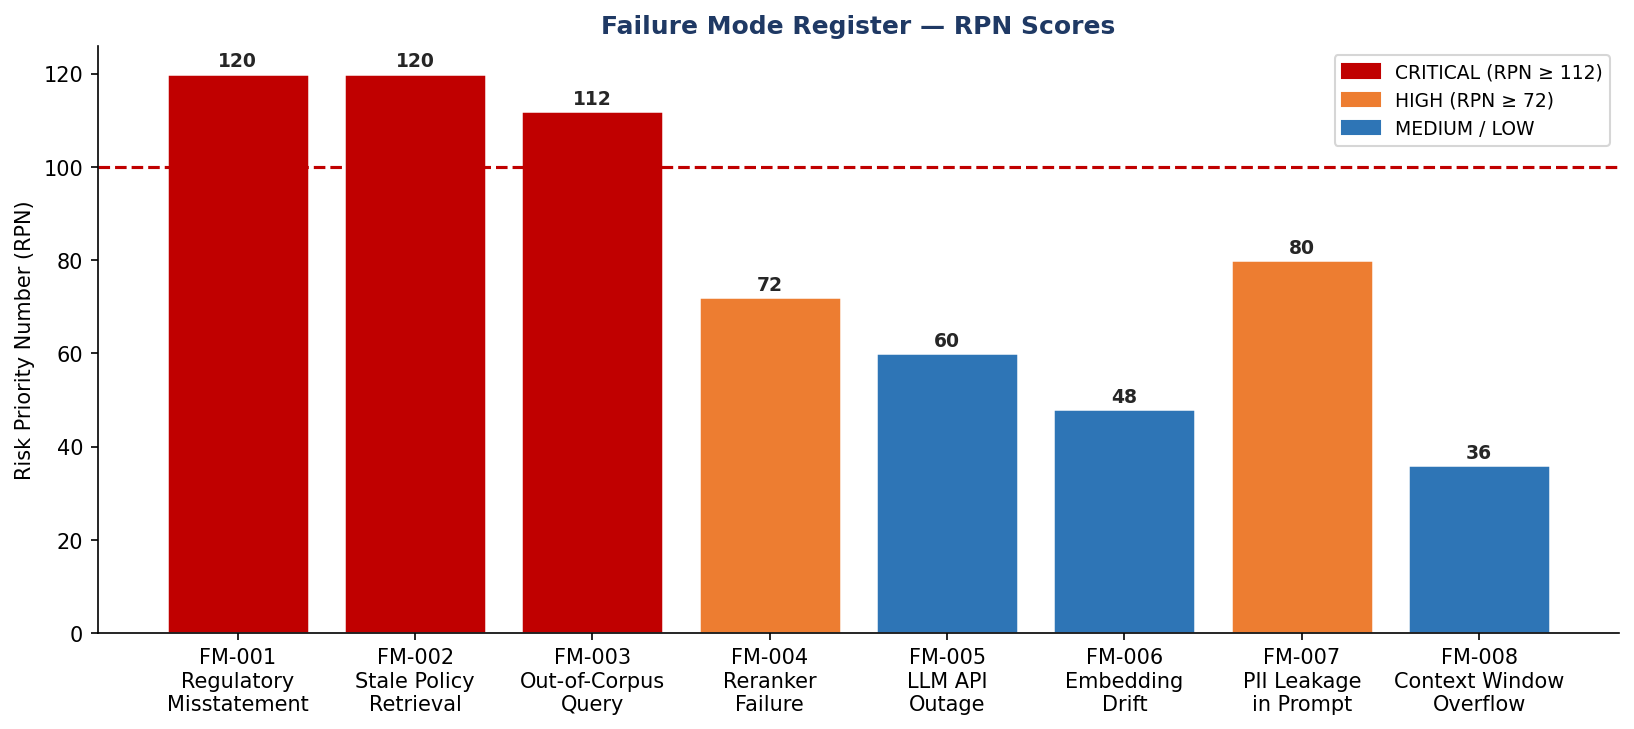 Failure Mode Register — RPN Scores
CRITICAL (RPN ≥ 112)
HIGH (RPN ≥ 72)
MEDIUM / LOW
Risk Priority Number (RPN)
120
100
80
60
40
20
0
120
120
112
72
60
48
80
36
FM-001
Regulatory
Misstatement
FM-002
Stale Policy
Retrieval
FM-003
Out-of-Corpus
Query
FM-004
Reranker
Failure
FM-005
LLM API
Outage
FM-006
Embedding
Drift
FM-007
PII Leakage
in Prompt
FM-008
Context Window
Overflow